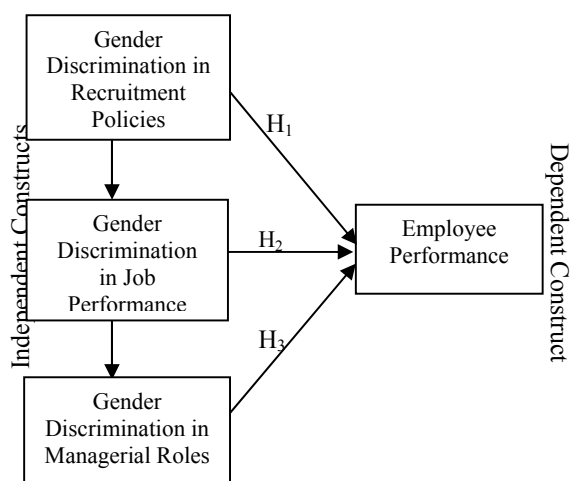 Gender
Discrimination in
Recruitment
Policies
H₁
Independent Constructs
Gender
Discrimination
in Job
Performance
H₂
Employee
Performance
Dependent Construct
H₃
Gender
Discrimination in
Managerial Roles